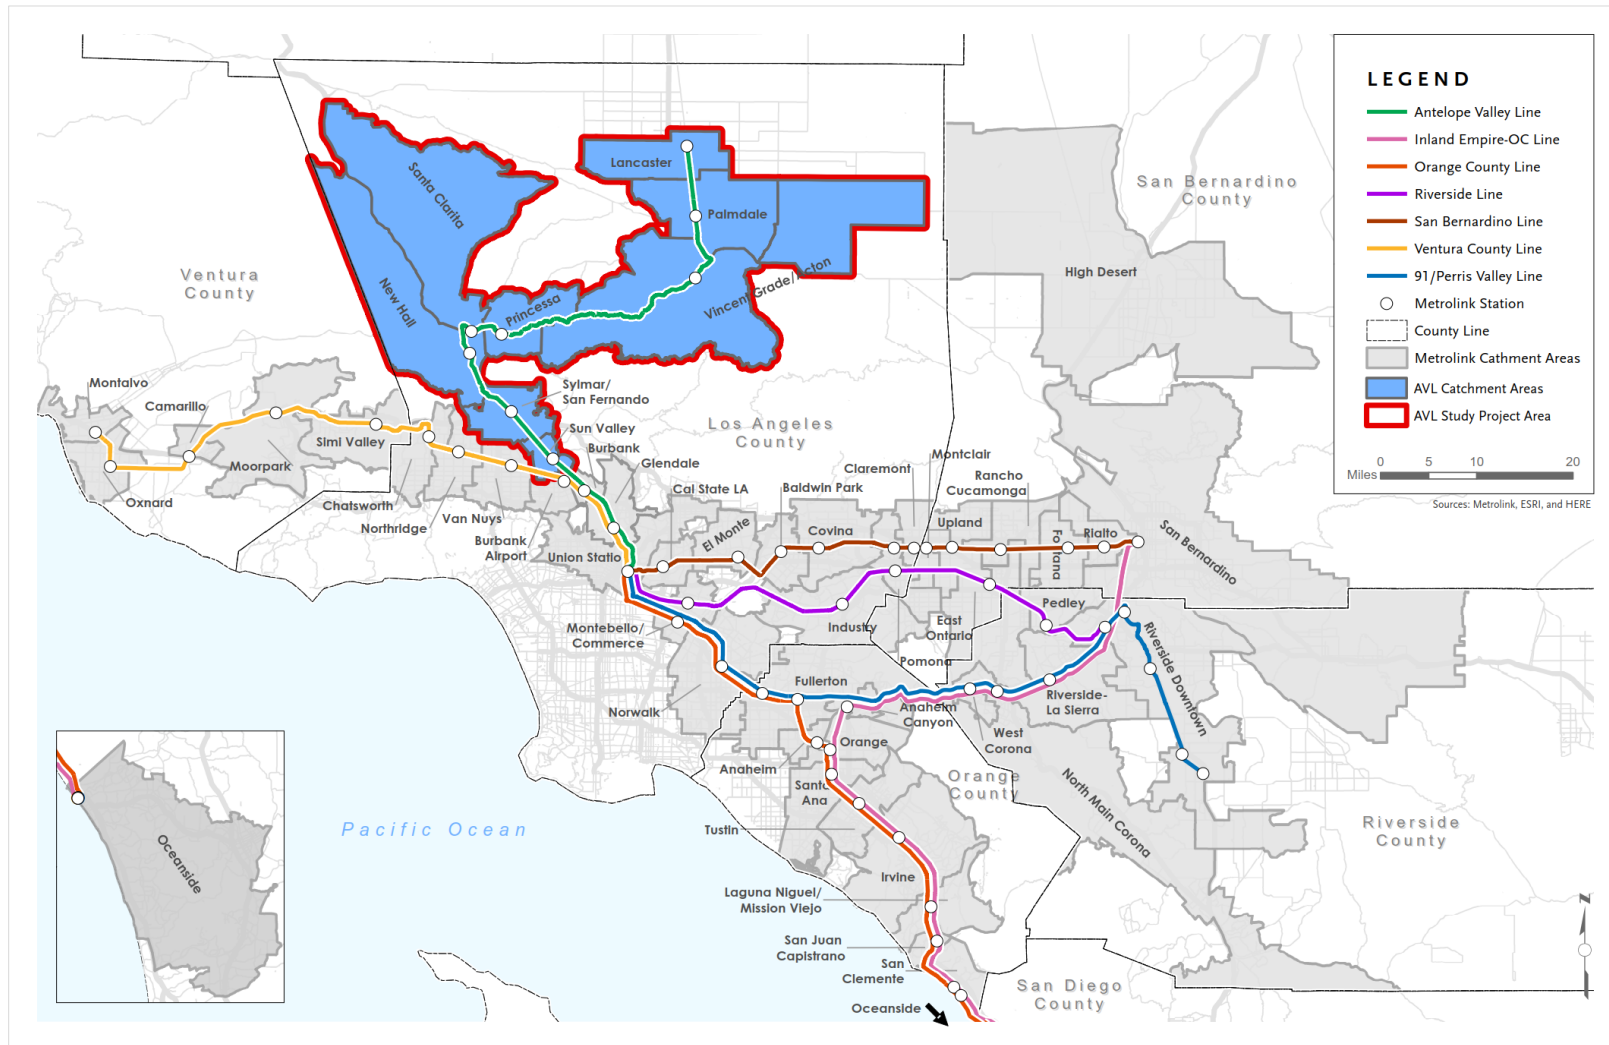 LEGEND
Antelope Valley Line
Inland Empire-OC Line
Orange County Line
Riverside Line
San Bernardino Line
Ventura County Line
91/Perris Valley Line
Metrolink Station
County Line
Metrolink Cathment Areas
AVL Catchment Areas
AVL Study Project Area
Miles 0 5 10 20
Sources: Metrolink, ESRI, and HERE
Lancaster
Santa Clarita
Palmdale
San Bernardino
County
Ventura
County
High Desert
New Hall
Princessa
Vincent Grade/Acton
Montalvo
Camarillo
Sylmar/
San Fernando
Sun Valley
Burbank
Los Angeles
County
Simi Valley
Moorpark
Glendale
Montclair
Claremont
Rancho
Cucamonga
Cal State LA
Baldwin Park
Oxnard
Chatsworth
Northridge
Van Nuys
Burbank
Airport
Union Statio
El Monte
Covina
Upland
Fontana
Rialto
San Bernardino
Pedley
Montebello/
Commerce
Industry
East
Ontario
Pomona
Riverside Downtown
Fullerton
Norwalk
Anaheim
Canyon
Riverside-
La Sierra
West
Corona
Orange
Anaheim
Orange
County
Santa
Ana
North Main Corona
Tustin
Pacific Ocean
Riverside
County
Oceanside
Irvine
Laguna Niguel/
Mission Viejo
San Juan
Capistrano
San
Clemente
San Diego
County
Oceanside
Z